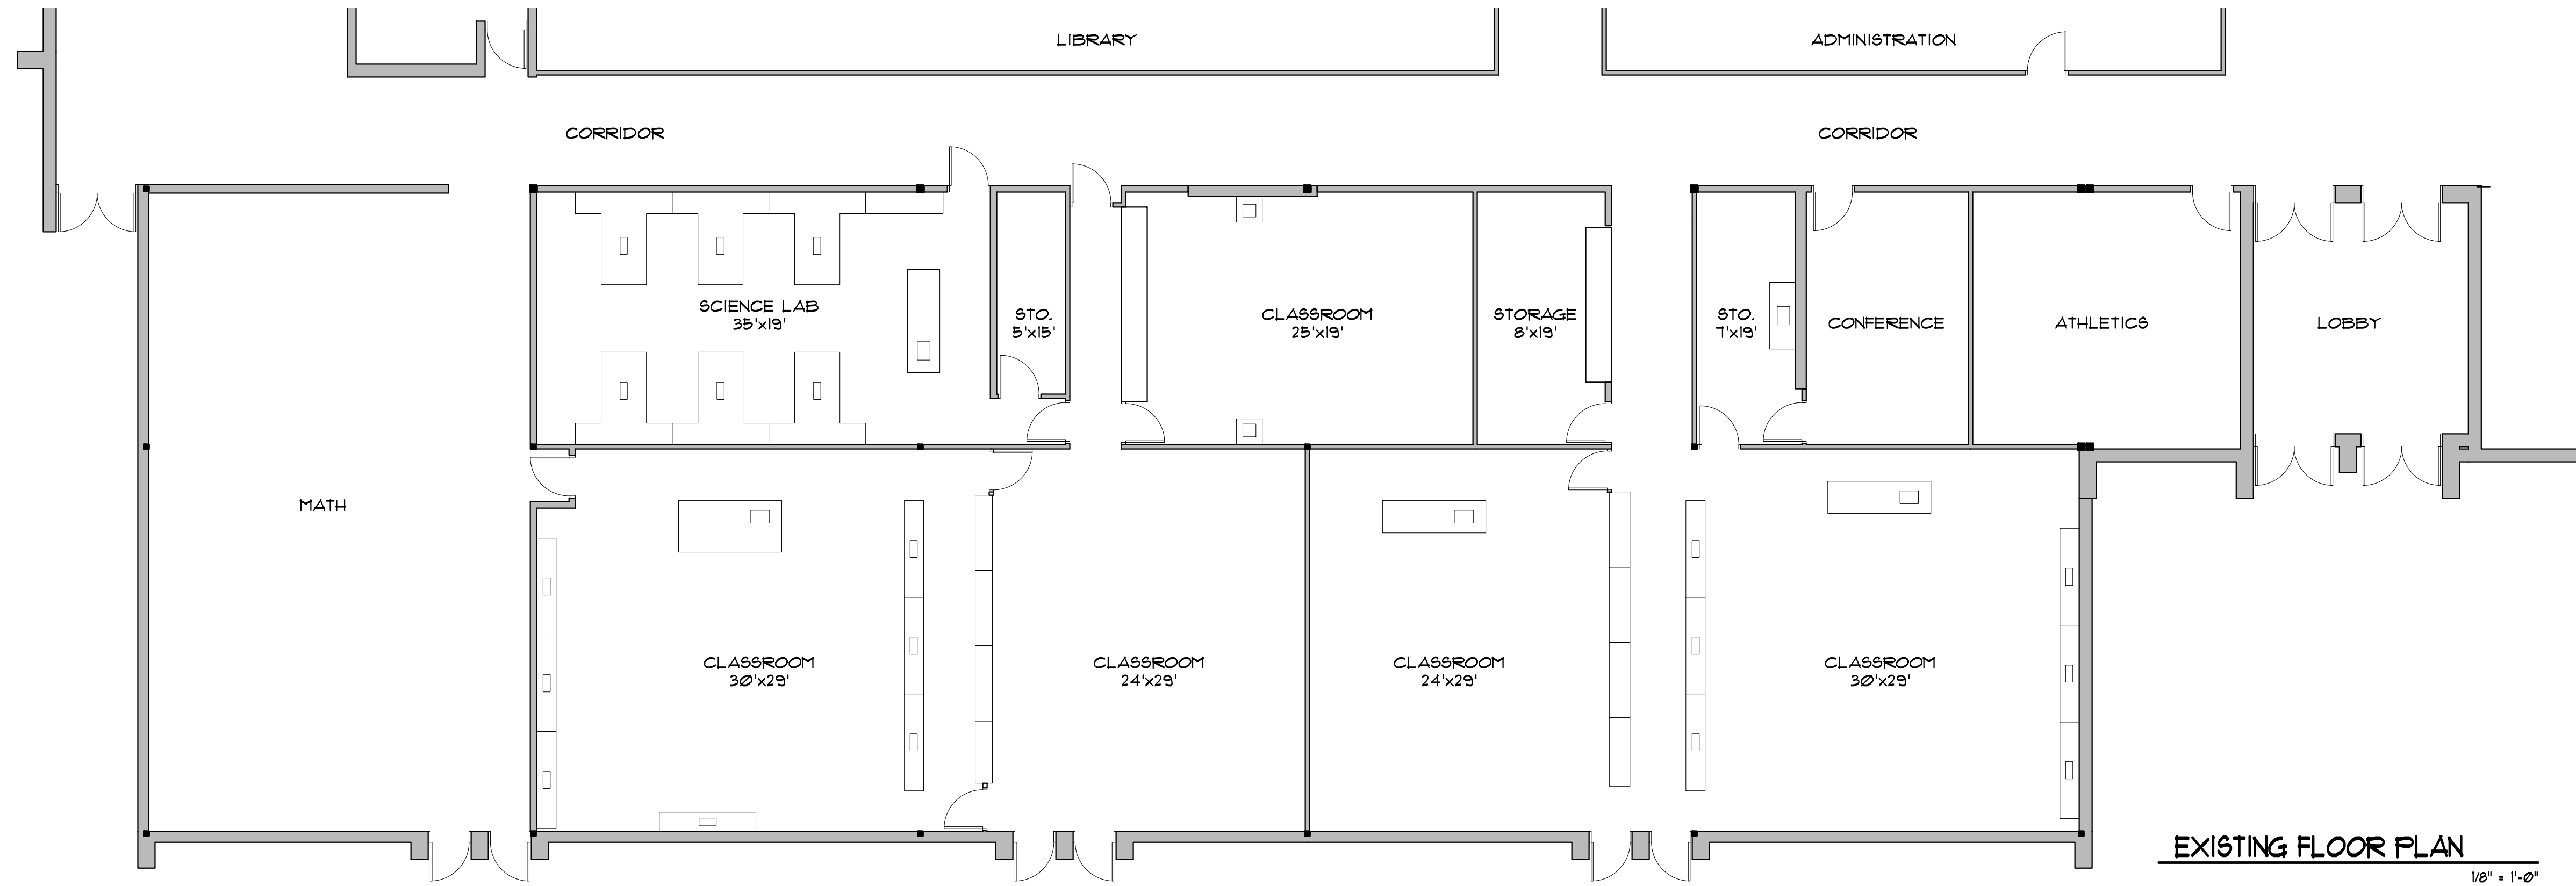 LIBRARY
ADMINISTRATION
CORRIDOR
CORRIDOR
SCIENCE LAB
35'x19'
STO.
5'x15'
CLASSROOM
25'x19'
STORAGE
8'x19'
STO.
7'x19'
CONFERENCE
ATHLETICS
LOBBY
MATH
CLASSROOM
30'x29'
CLASSROOM
24'x29'
CLASSROOM
24'x29'
CLASSROOM
30'x29'
EXISTING FLOOR PLAN
1/8" = 1'-0"